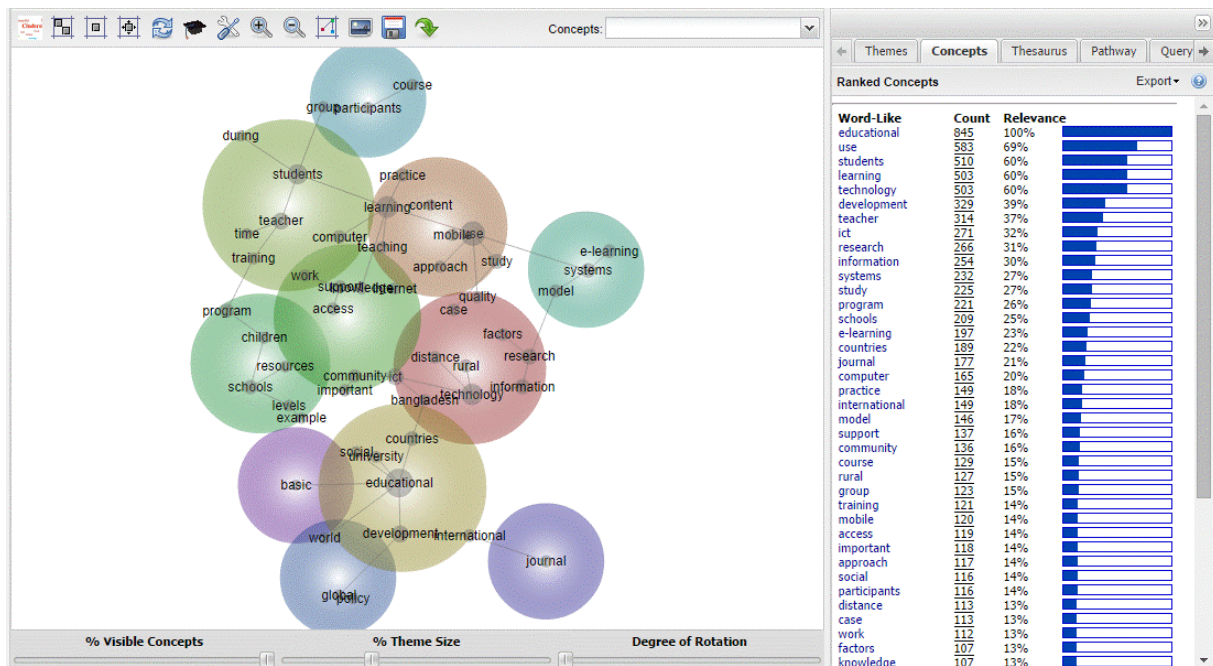 Concepts:
course
group
participants
during
students
practice
learning
content
teacher
time
computer
mobile
use
teaching
e-learning
training
approach
study
systems
work
support
knowledge
internet
model
quality
access
case
program
children
factors
distance
research
resources
rural
community
ict
schools
important
technology
information
levels
bangladesh
example
countries
social
university
basic
educational
world
development
international
journal
global
policy
% Visible Concepts
% Theme Size
Degree of Rotation
Themes Concepts Thesaurus Pathway Query
Ranked Concepts Export
Word-Like Count Relevance
educational 845 100%
use 583 69%
students 510 60%
learning 503 60%
technology 503 60%
development 329 39%
teacher 314 37%
ict 271 32%
research 266 31%
information 254 30%
systems 232 27%
study 225 27%
program 221 26%
schools 209 25%
e-learning 197 23%
countries 189 22%
journal 177 21%
computer 165 20%
practice 149 18%
international 149 18%
model 146 17%
support 137 16%
community 136 16%
course 129 15%
rural 127 15%
group 123 15%
training 121 14%
mobile 120 14%
access 119 14%
important 118 14%
approach 117 14%
social 116 14%
participants 116 14%
distance 113 13%
case 113 13%
work 112 13%
factors 107 13%
knowledge 107 13%